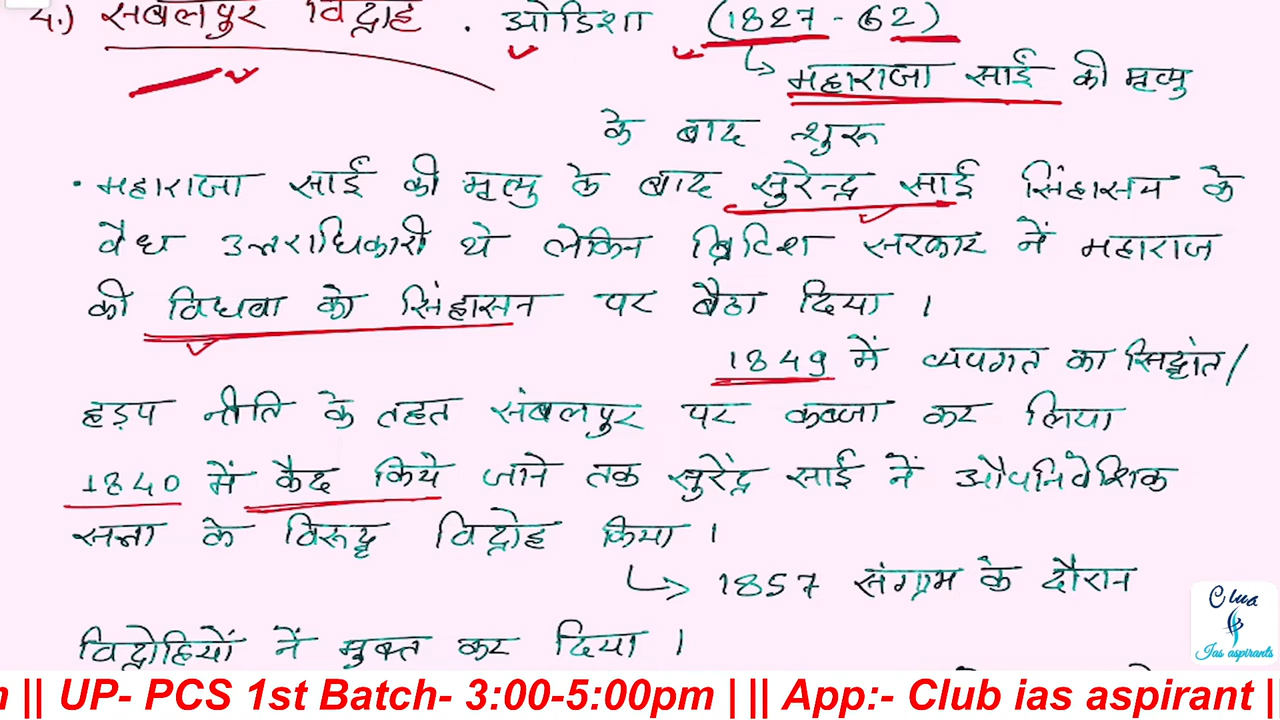 4.) संबलपुर विद्रोह . ओडिशा (1827 - 62)
↳ महाराजा साई की मृत्यु
के बाद शुरू
• महाराजा साई की मृत्यु के बाद सुरेन्द्र साई सिंहासन के
वैध उत्तराधिकारी थे लेकिन ब्रिटिश सरकार नें महाराज
की विधवा को सिंहासन पर बैठा दिया ।
1849 में व्यपगत का सिद्धांत/
हड़प नीति के तहत संबलपुर पर कब्जा कर लिया
1840 में कैद किये जाने तक सुरेंद्र साई नें औपनिवेशिक
सत्ता के विरूद्ध विद्रोह किया ।
↳ 1857 संग्राम के दौरान
विद्रोहियों नें मुक्त कर दिया ।
Club
Ias aspirants
|| UP- PCS 1st Batch- 3:00-5:00pm | || App:- Club ias aspirant ||